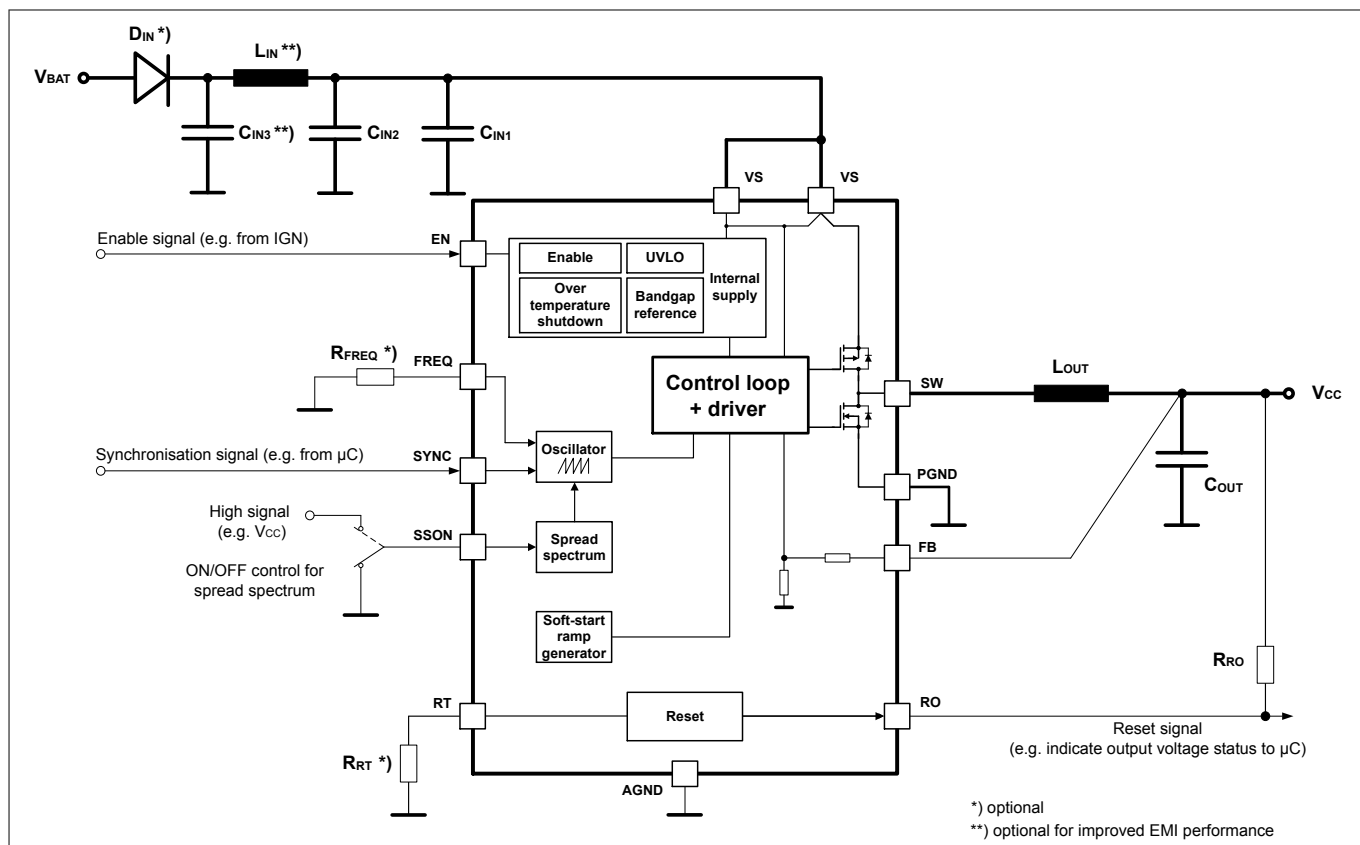 DIN *)
LIN **)
VBAT
CIN3 **)
CIN2
CIN1
VS
VS
Enable signal (e.g. from IGN)
EN
Enable
UVLO
Over
temperature
shutdown
Bandgap
reference
Internal
supply
RFREQ *)
FREQ
Control loop
+ driver
SW
LOUT
VCC
Synchronisation signal (e.g. from µC)
SYNC
Oscillator
PGND
COUT
High signal
(e.g. VCC)
SSON
Spread
spectrum
FB
ON/OFF control for
spread spectrum
Soft-start
ramp
generator
RRO
RT
Reset
RO
Reset signal
(e.g. indicate output voltage status to µC)
RRT *)
AGND
*) optional
**) optional for improved EMI performance